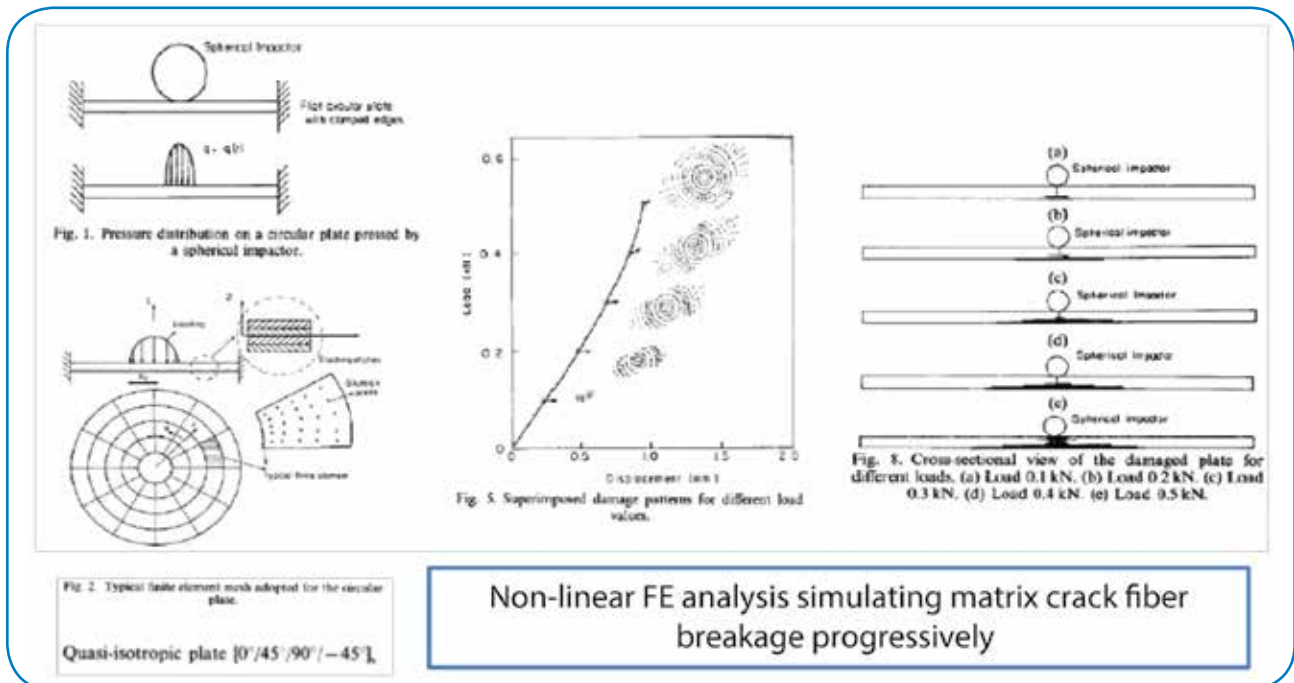 Spherical Impactor
Flat circular plate
with clamped edges
q = q(r)
Fig. 1. Pressure distribution on a circular plate pressed by
a spherical impactor.
Z
Loading
Typical finite element
Fig. 2. Typical finite element mesh adopted for the circular
plate.
Quasi-isotropic plate [0°/45°/90°/−45°]s
Load (kN)
0.6
0.4
0.2
0
0
0.5
1.0
1.5
2.0
Displacement (mm)
Fig. 5. Superimposed damage patterns for different load
values.
(a)
Spherical impactor
(b)
Spherical impactor
(c)
Spherical Impactor
(d)
Spherical Impactor
(e)
Spherical Impactor
Fig. 8. Cross-sectional view of the damaged plate for
different loads. (a) Load 0.1 kN. (b) Load 0.2 kN. (c) Load
0.3 kN. (d) Load 0.4 kN. (e) Load 0.5 kN.
Non-linear FE analysis simulating matrix crack fiber
breakage progressively